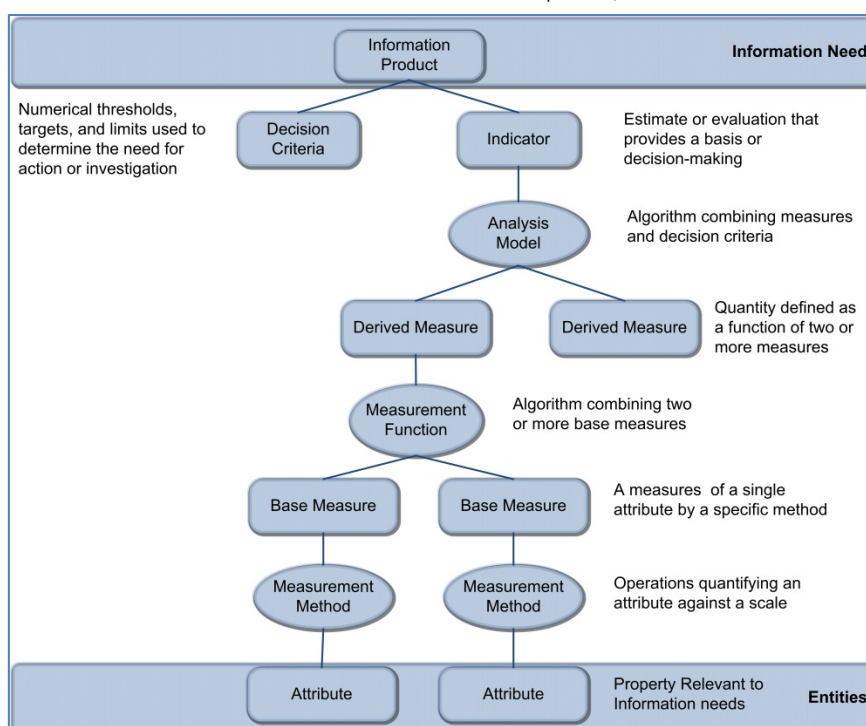 Information
Product
Information Need
Numerical thresholds,
targets, and limits used to
determine the need for
action or investigation
Decision
Criteria
Indicator
Estimate or evaluation that
provides a basis or
decision-making
Analysis
Model
Algorithm combining measures
and decision criteria
Derived Measure
Derived Measure
Quantity defined as
a function of two or
more measures
Measurement
Function
Algorithm combining two
or more base measures
Base Measure
Base Measure
A measures of a single
attribute by a specific method
Measurement
Method
Measurement
Method
Operations quantifying an
attribute against a scale
Attribute
Attribute
Property Relevant to
Information needs
Entities